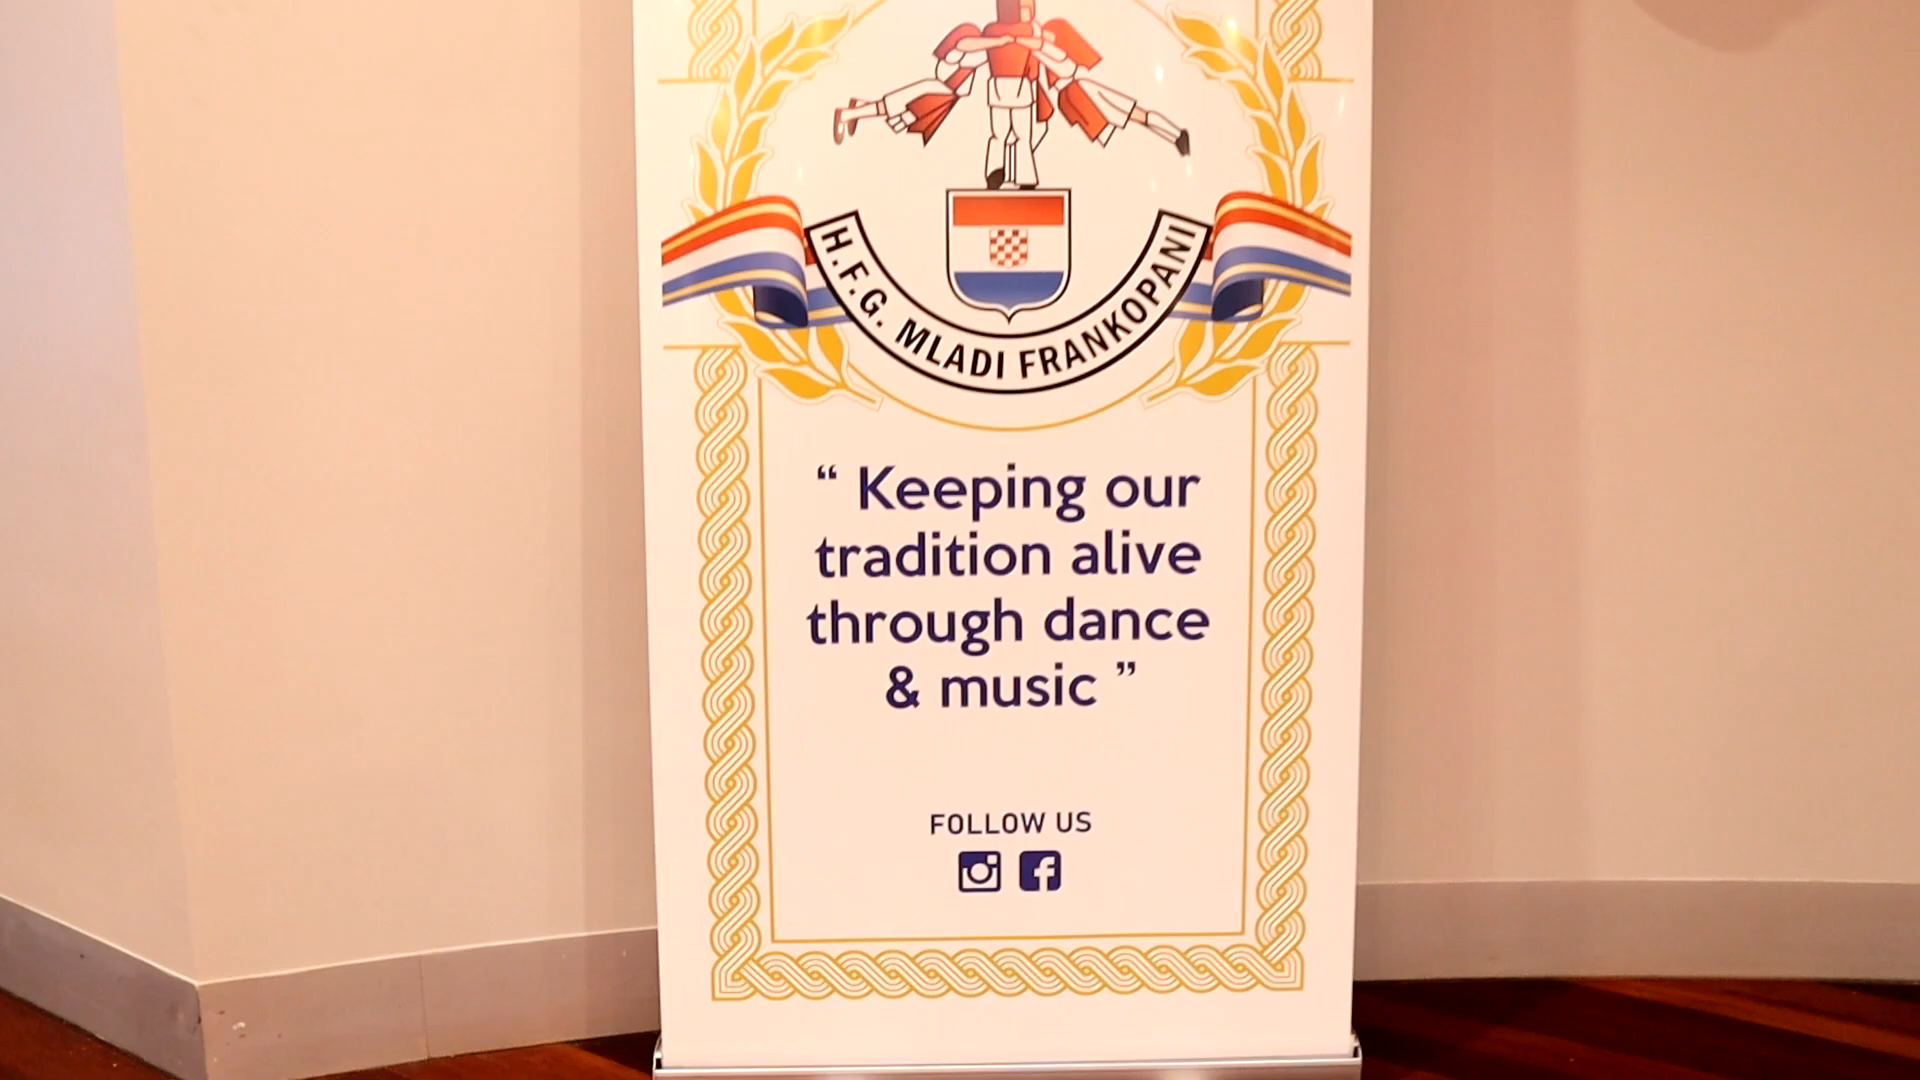 H.F.G. MLADI FRANKOPANI
“ Keeping our
tradition alive
through dance
& music ”
FOLLOW US